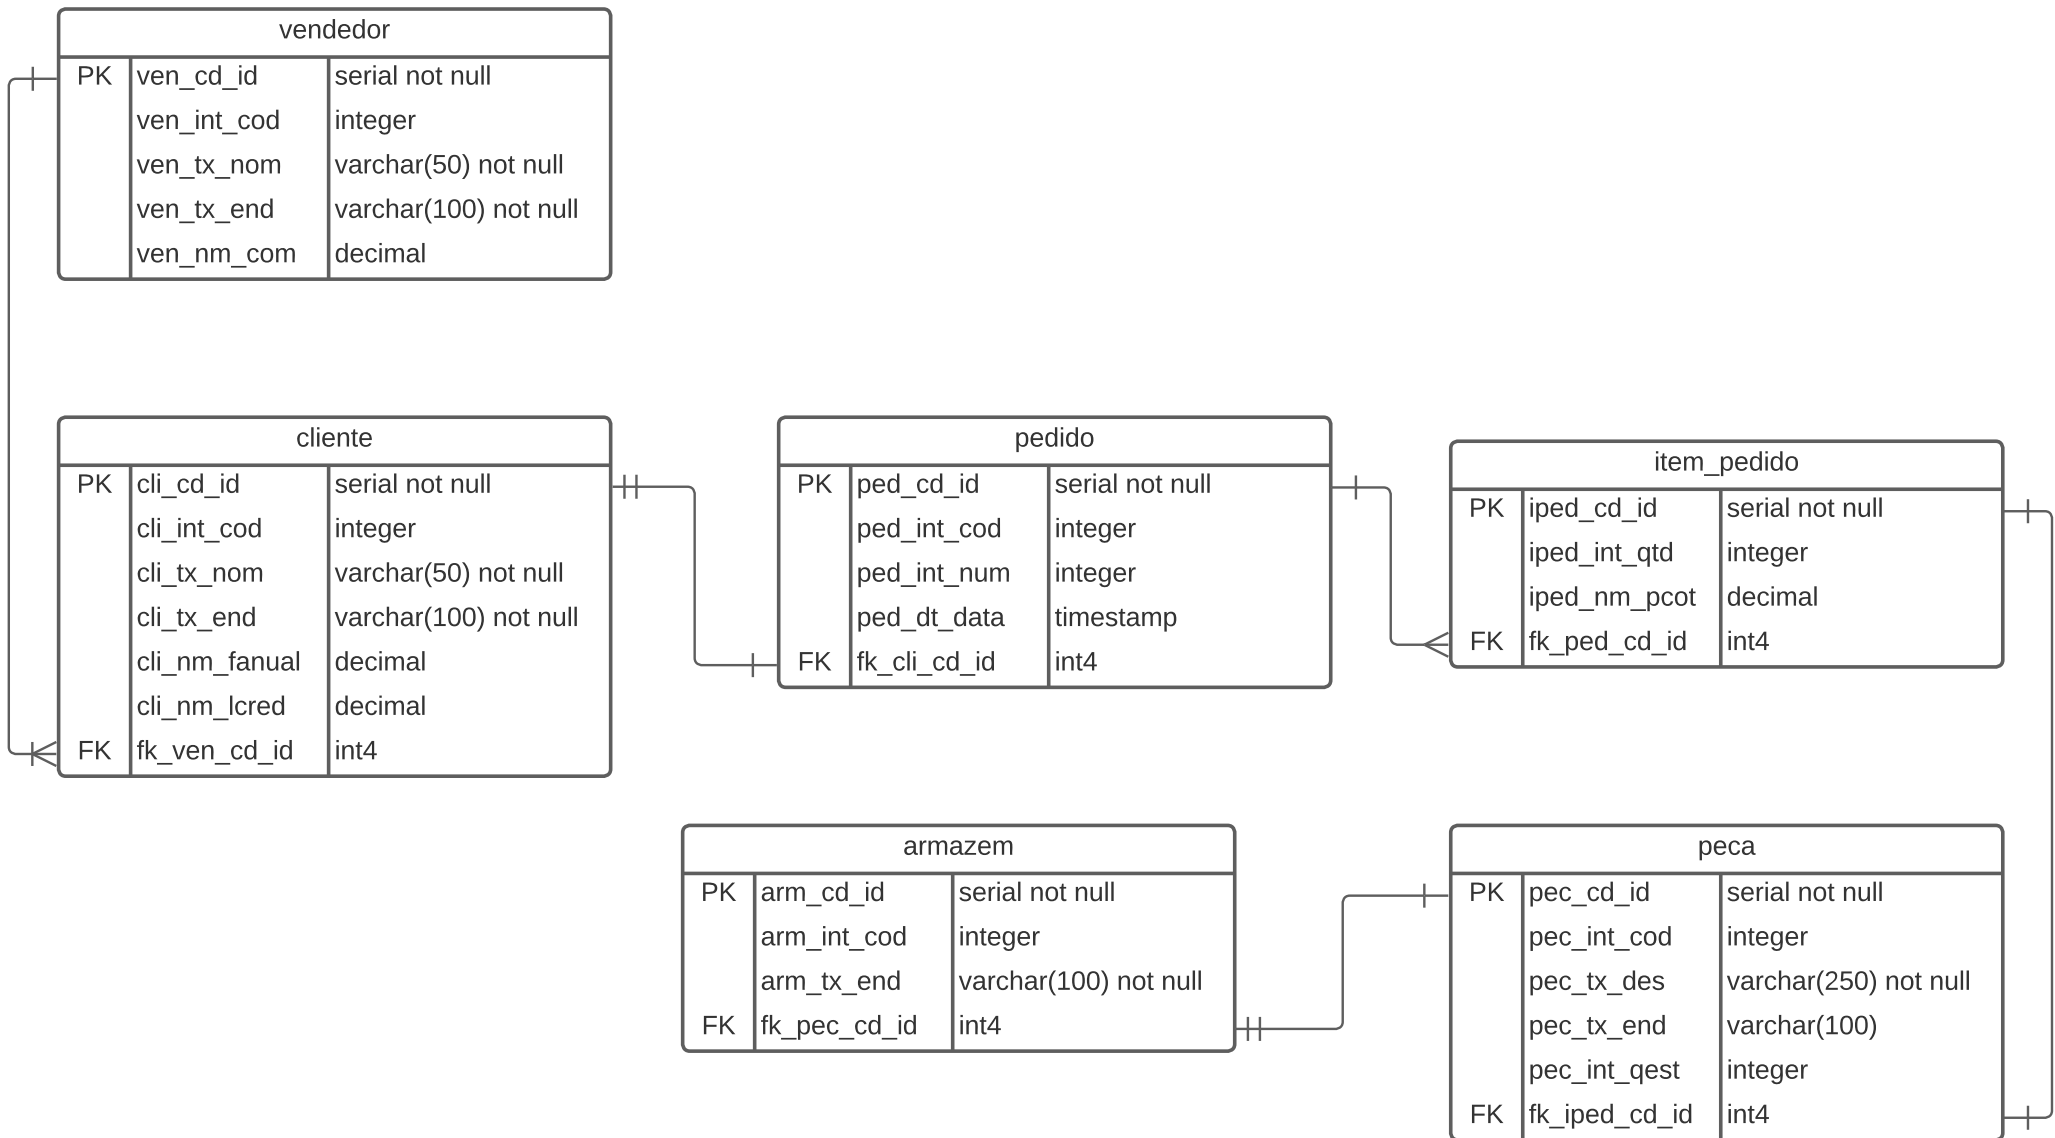 vendedor
PK ven_cd_id serial not null
ven_int_cod integer
ven_tx_nom varchar(50) not null
ven_tx_end varchar(100) not null
ven_nm_com decimal
cliente
PK cli_cd_id serial not null
cli_int_cod integer
cli_tx_nom varchar(50) not null
cli_tx_end varchar(100) not null
cli_nm_fanual decimal
cli_nm_lcred decimal
FK fk_ven_cd_id int4
pedido
PK ped_cd_id serial not null
ped_int_cod integer
ped_int_num integer
ped_dt_data timestamp
FK fk_cli_cd_id int4
item_pedido
PK iped_cd_id serial not null
iped_int_qtd integer
iped_nm_pcot decimal
FK fk_ped_cd_id int4
armazem
PK arm_cd_id serial not null
arm_int_cod integer
arm_tx_end varchar(100) not null
FK fk_pec_cd_id int4
peca
PK pec_cd_id serial not null
pec_int_cod integer
pec_tx_des varchar(250) not null
pec_tx_end varchar(100)
pec_int_qest integer
FK fk_iped_cd_id int4